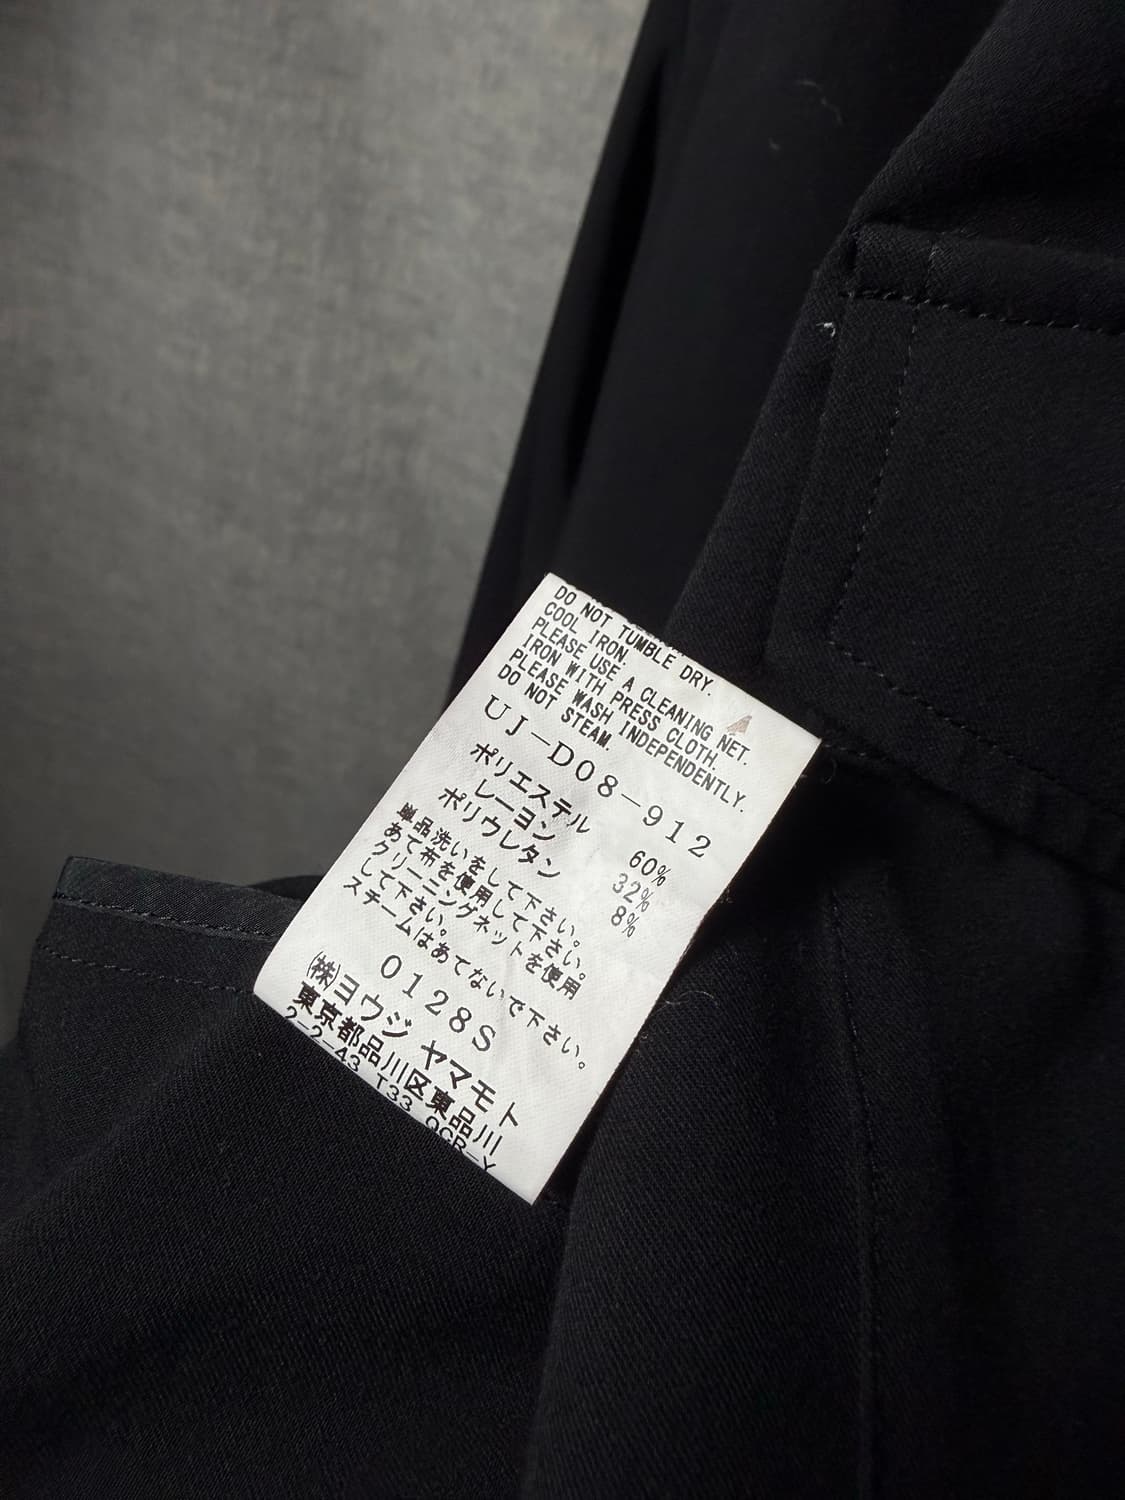 DO NOT TUMBLE DRY.
COOL IRON.
PLEASE USE A CLEANING NET.
IRON WITH PRESS CLOTH.
PLEASE WASH INDEPENDENTLY.
DO NOT STEAM.
UJ-D08-912
ポリエステル 60%
レーヨン 32%
ポリウレタン 8%
単品洗いをして下さい。
あて布を使用して下さい。
クリーニングネットを使用
して下さい。
スチームはあてないで下さい。
0128S
(株)ヨウジ ヤマモト
東京都品川区東品川
2-2-43 T33 OCR-Y